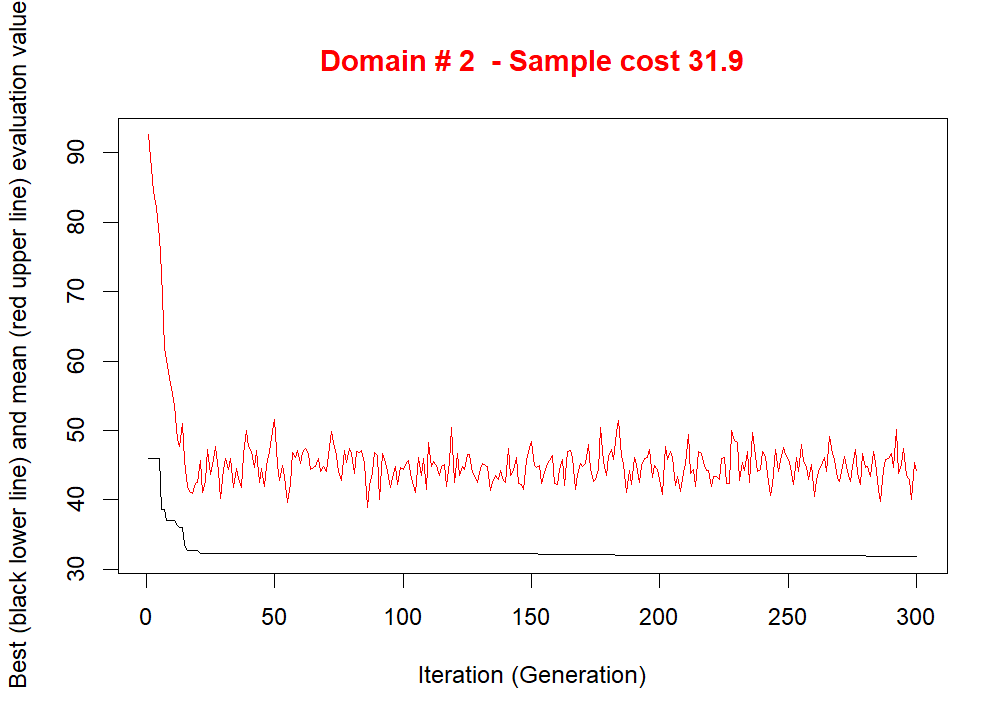 Domain # 2  - Sample cost 31.9
Best (black lower line) and mean (red upper line) evaluation value
90
80
70
60
50
40
30
0 50 100 150 200 250 300
Iteration (Generation)